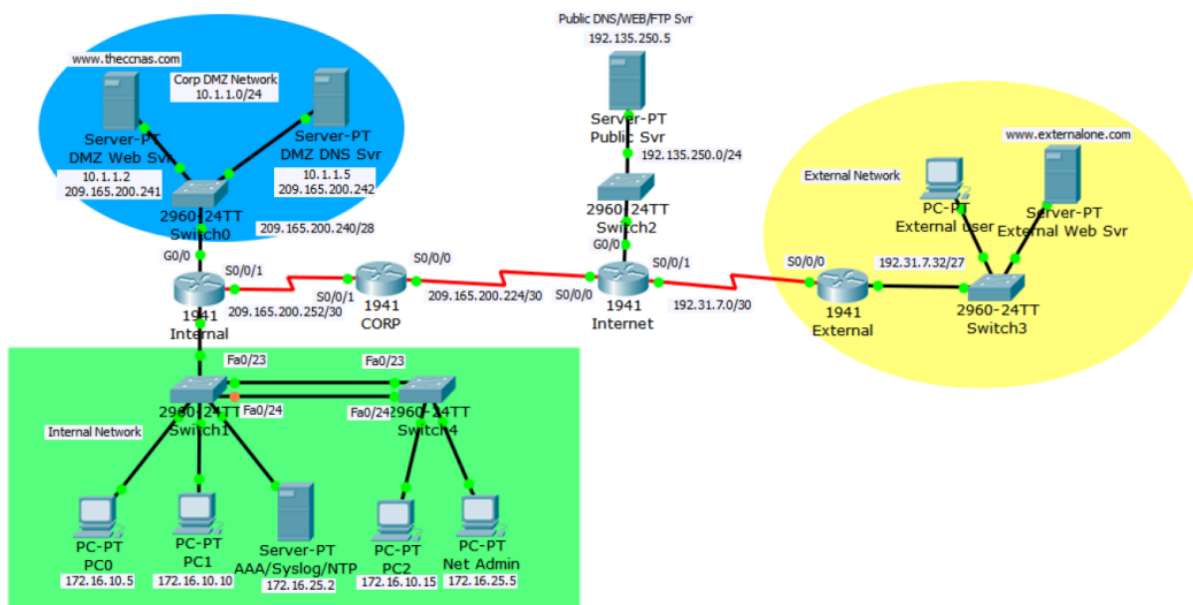 Public DNS/WEB/FTP Svr
192.135.250.5
Server-PT
Public Svr
192.135.250.0/24
2960-24TT
Switch2
G0/0
www.theccnas.com
Corp DMZ Network
10.1.1.0/24
Server-PT
DMZ Web Svr
10.1.1.2
209.165.200.241
Server-PT
DMZ DNS Svr
10.1.1.5
209.165.200.242
2960-24TT
Switch0
209.165.200.240/28
G0/0
S0/0/1
1941
Internal
209.165.200.252/30
S0/0/1
S0/0/0
1941
CORP
209.165.200.224/30
S0/0/0
S0/0/1
1941
Internet
192.31.7.0/30
www.externalone.com
External Network
PC-PT
External user
Server-PT
External Web Svr
192.31.7.32/27
S0/0/0
1941
External
2960-24TT
Switch3
Fa0/23
Fa0/23
2960-24TT
Switch1
Fa0/24
Fa0/24
2960-24TT
Switch4
Internal Network
PC-PT
PC0
172.16.10.5
PC-PT
PC1
172.16.10.10
Server-PT
AAA/Syslog/NTP
172.16.25.2
PC-PT
PC2
172.16.10.15
PC-PT
Net Admin
172.16.25.5